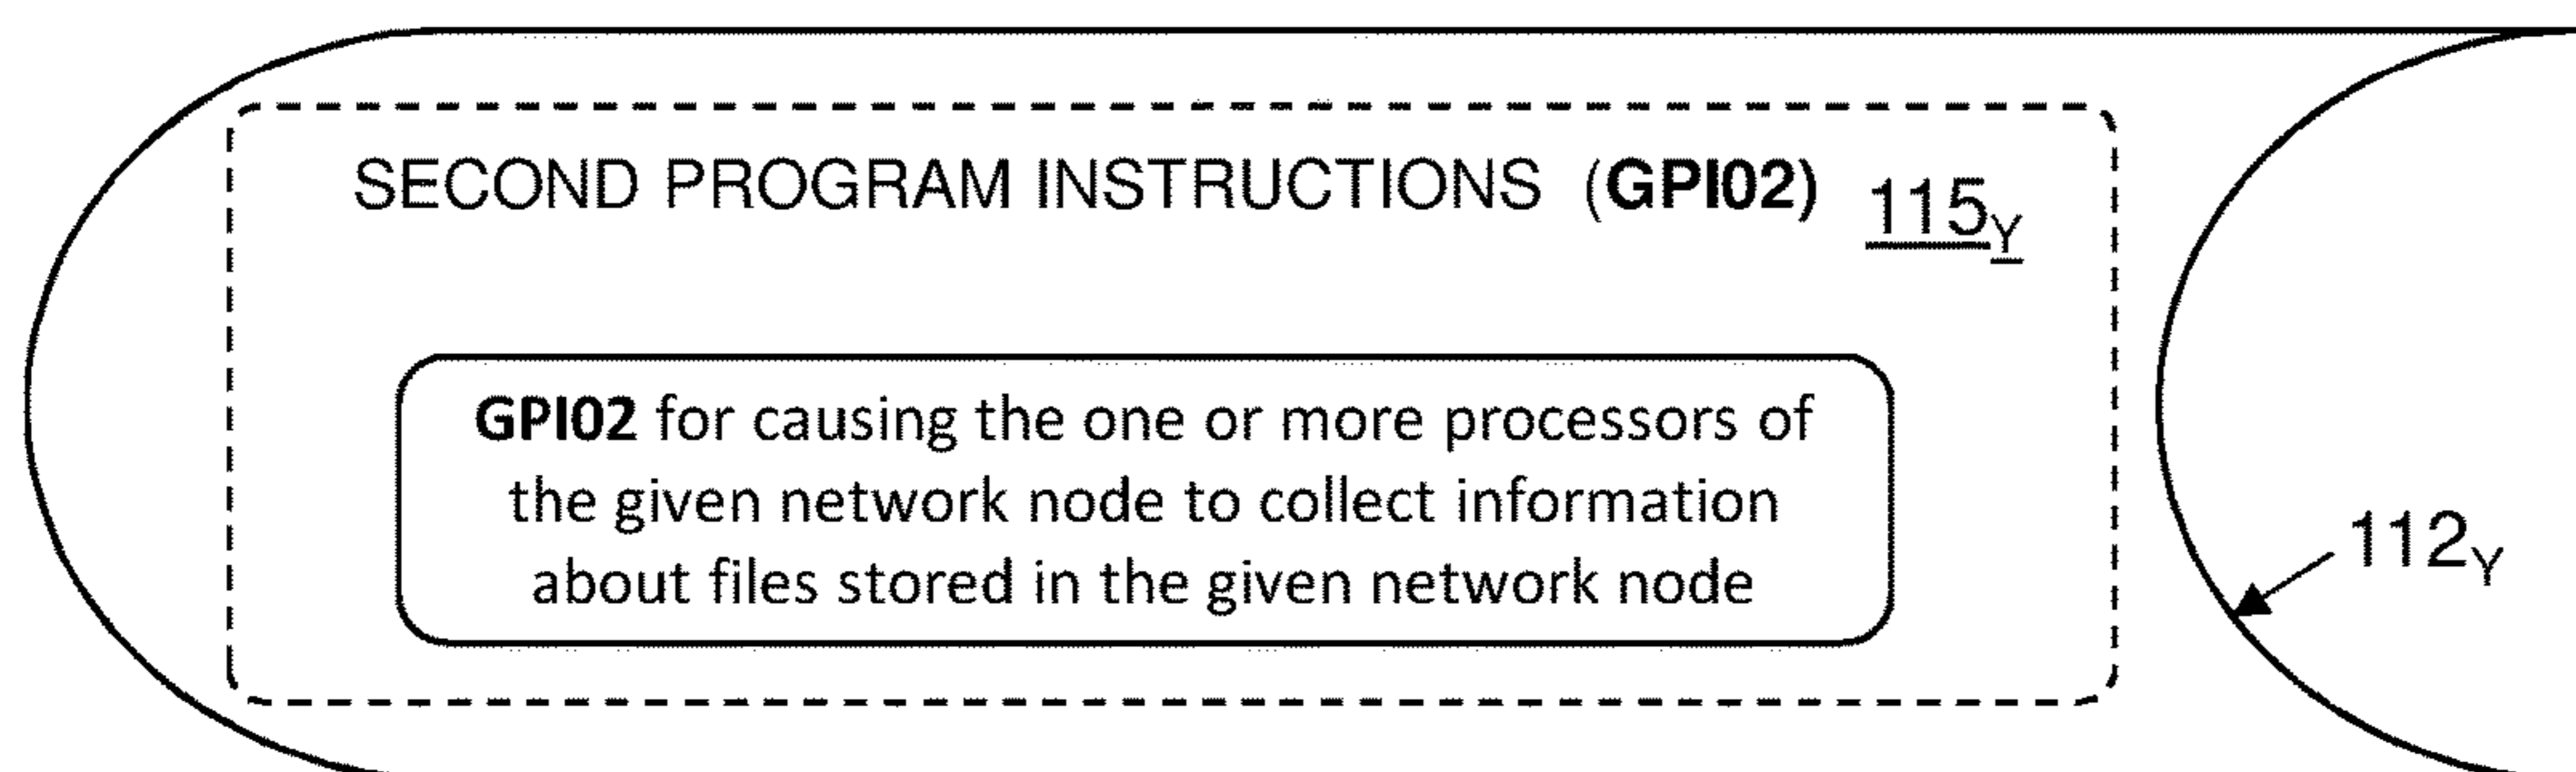 SECOND PROGRAM INSTRUCTIONS (GPI02) 115Y
GPI02 for causing the one or more processors of
the given network node to collect information
about files stored in the given network node
112Y